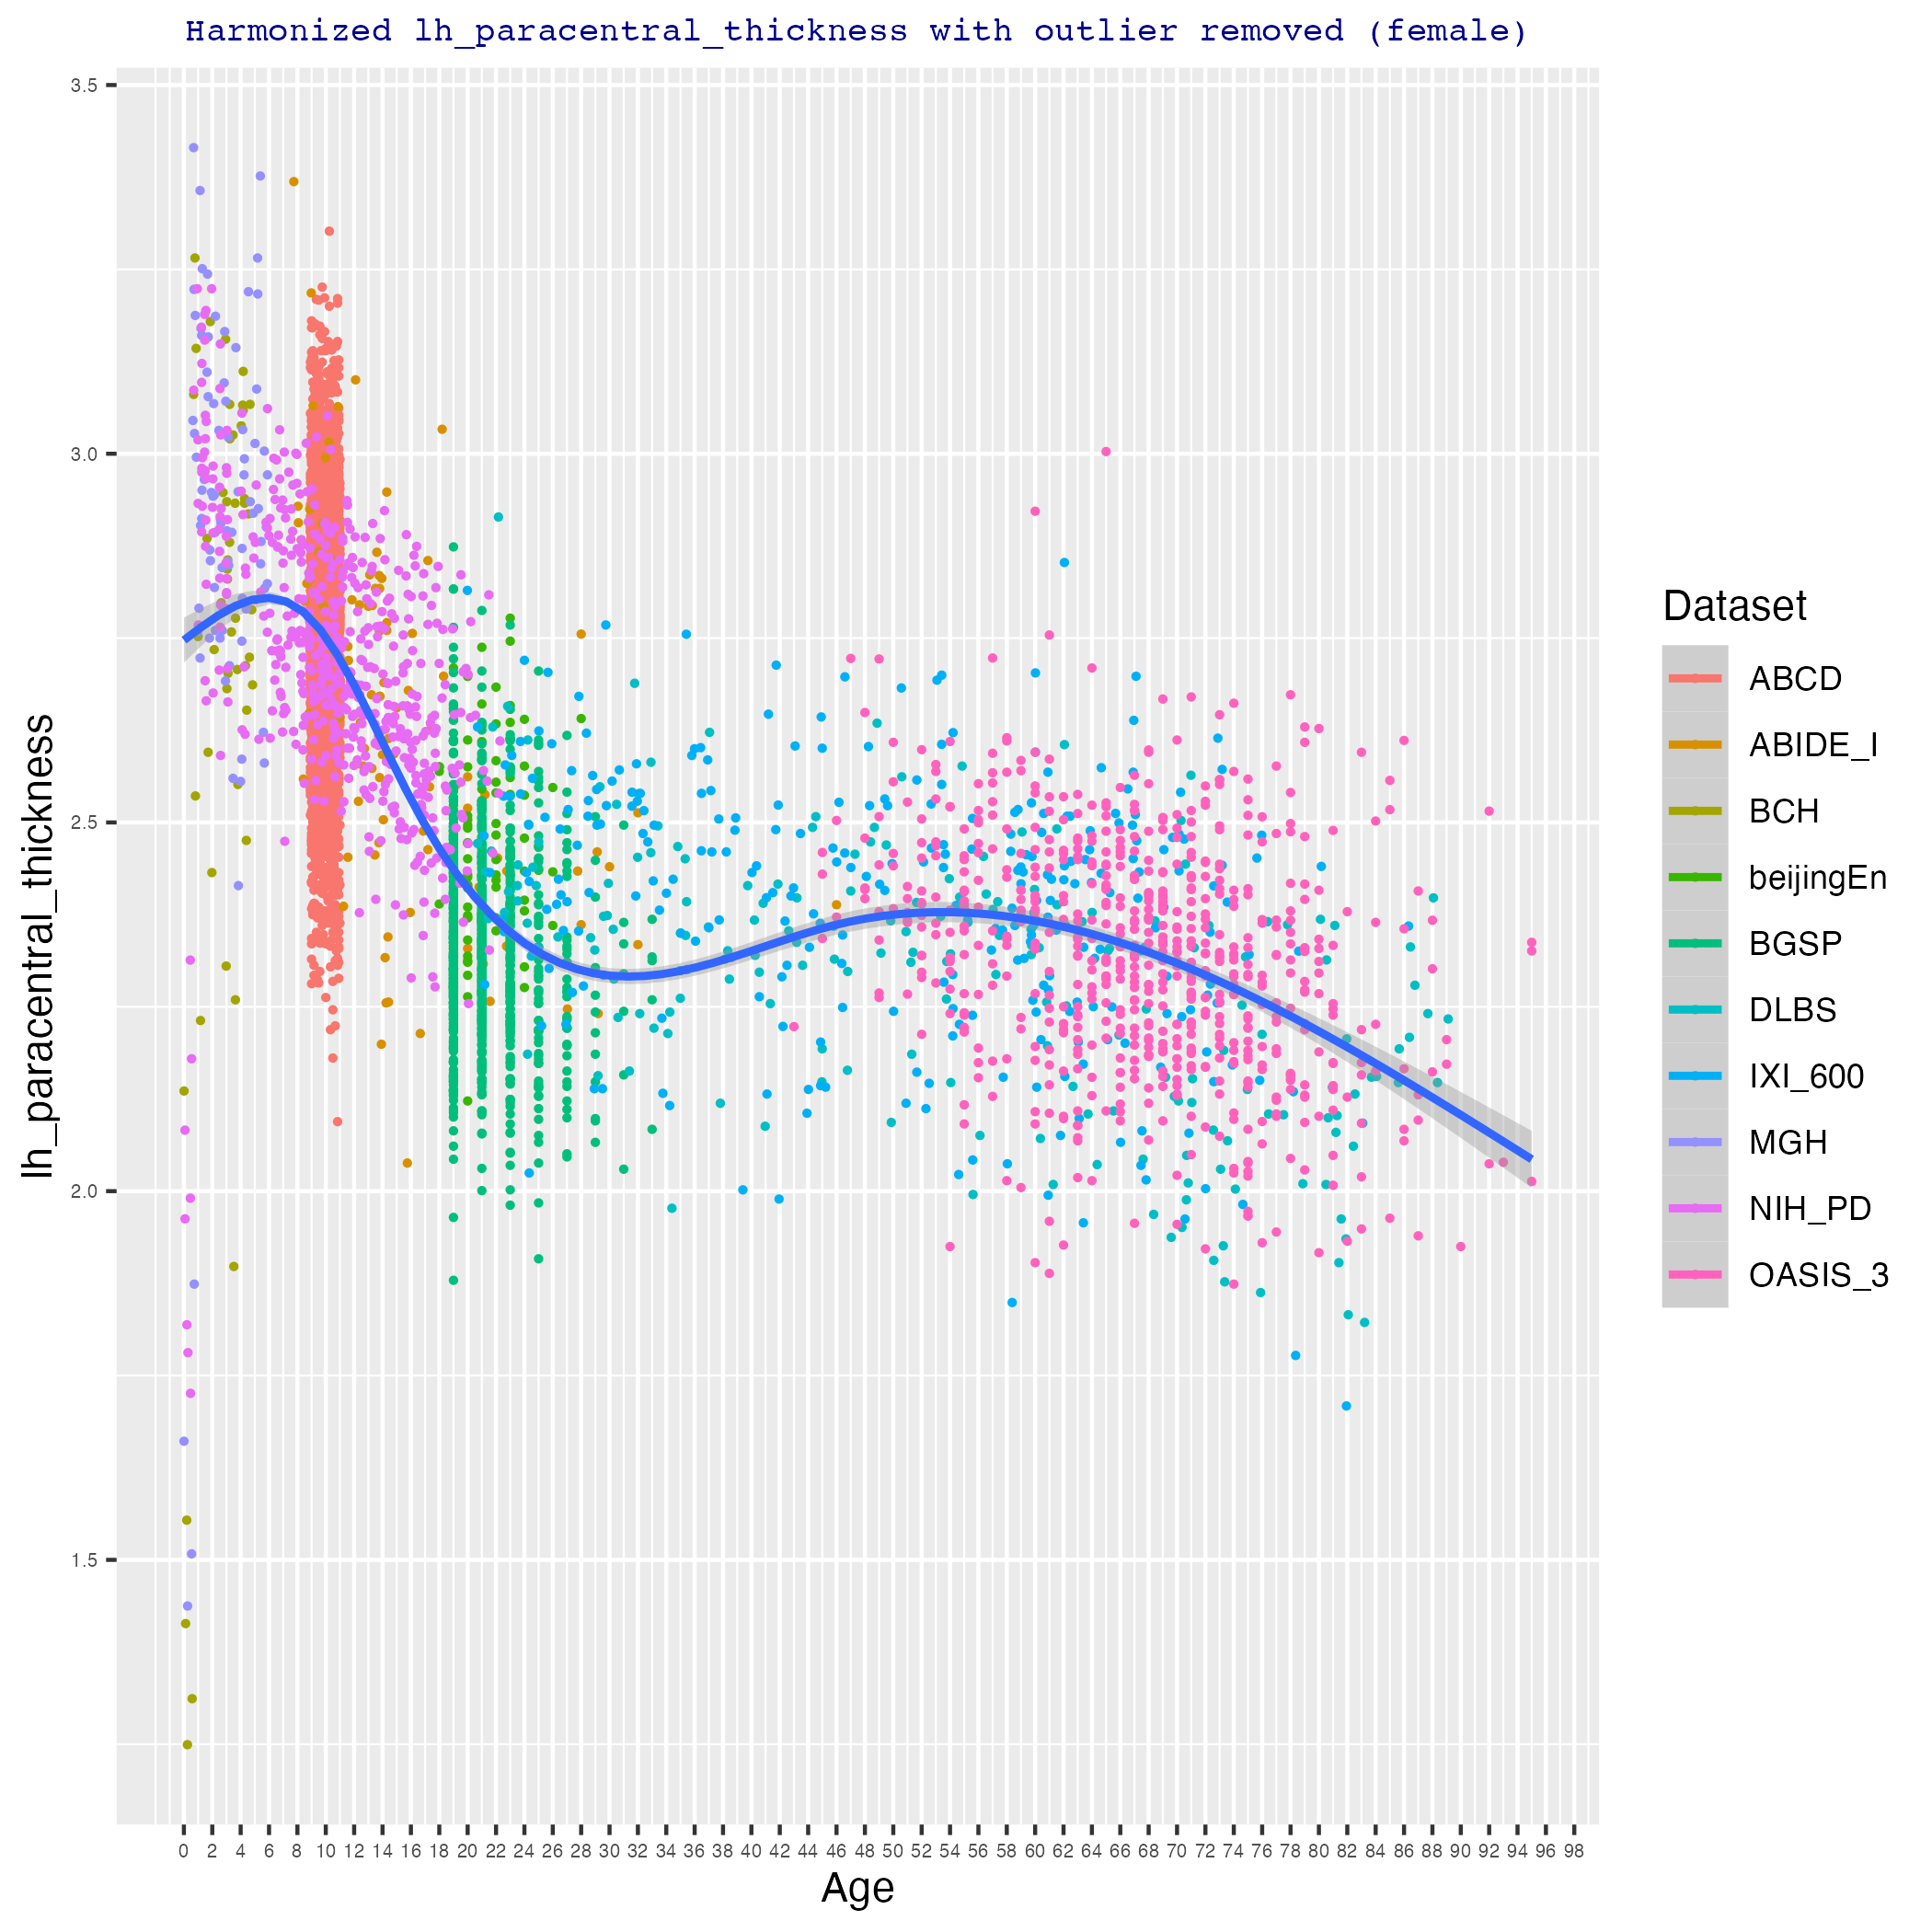 Harmonized lh_paracentral_thickness with outlier removed (female)
3.5
3.0
2.5
2.0
1.5
lh_paracentral_thickness
0 2 4 6 8 10 12 14 16 18 20 22 24 26 28 30 32 34 36 38 40 42 44 46 48 50 52 54 56 58 60 62 64 66 68 70 72 74 76 78 80 82 84 86 88 90 92 94 96 98
Age
Dataset
ABCD
ABIDE_I
BCH
beijingEn
BGSP
DLBS
IXI_600
MGH
NIH_PD
OASIS_3